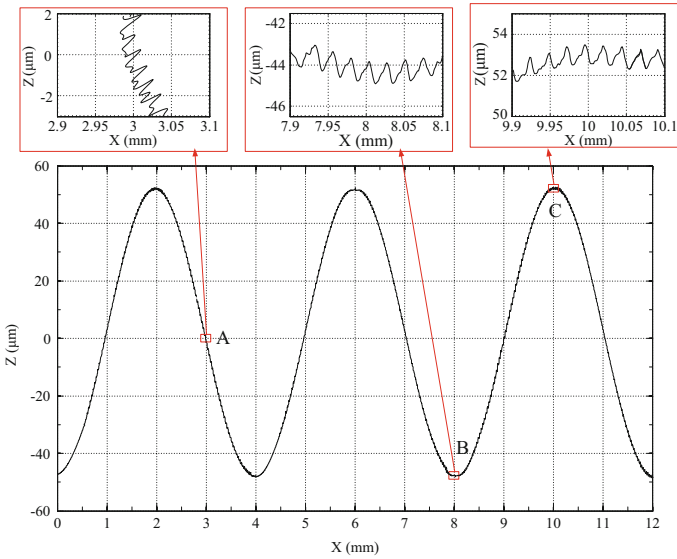 2
0
-2
Z (μm)
2.9 2.95 3 3.05 3.1
X (mm)
-42
-44
-46
Z (μm)
7.9 7.95 8 8.05 8.1
X (mm)
54
52
50
Z (μm)
9.9 9.95 10 10.05 10.1
X (mm)
60
40
20
0
-20
-40
-60
Z (μm)
A
B
C
0 1 2 3 4 5 6 7 8 9 10 11 12
X (mm)